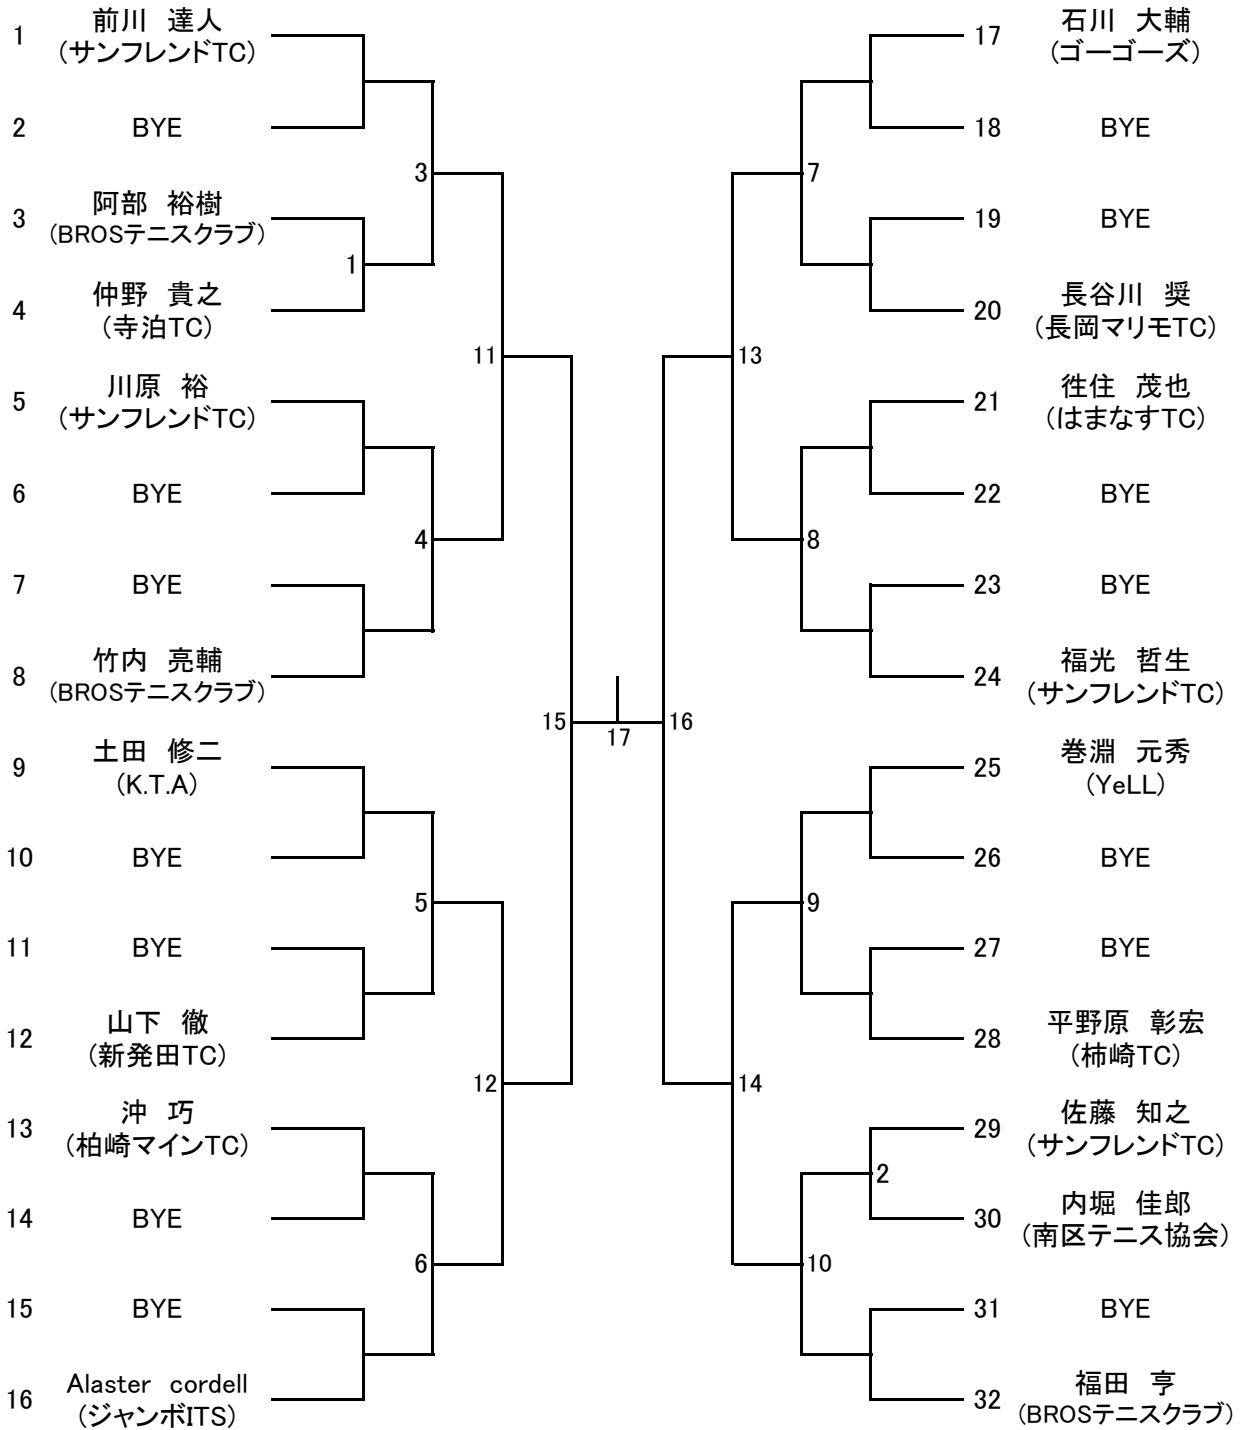 1 前川 達人
(サンフレンドTC)
2 BYE
3 阿部 裕樹
(BROSテニスクラブ)
4 仲野 貴之
(寺泊TC)
5 川原 裕
(サンフレンドTC)
6 BYE
7 BYE
8 竹内 亮輔
(BROSテニスクラブ)
9 土田 修二
(K.T.A)
10 BYE
11 BYE
12 山下 徹
(新発田TC)
13 沖 巧
(柏崎マインTC)
14 BYE
15 BYE
16 Alaster cordell
(ジャンボITS)
1
3
4
5
6
11
12
15
17
16
13
14
7
8
9
2
10
17 石川 大輔
(ゴーゴーズ)
18 BYE
19 BYE
20 長谷川 奨
(長岡マリモTC)
21 徃住 茂也
(はまなすTC)
22 BYE
23 BYE
24 福光 哲生
(サンフレンドTC)
25 巻淵 元秀
(YeLL)
26 BYE
27 BYE
28 平野原 彰宏
(柿崎TC)
29 佐藤 知之
(サンフレンドTC)
30 内堀 佳郎
(南区テニス協会)
31 BYE
32 福田 亨
(BROSテニスクラブ)